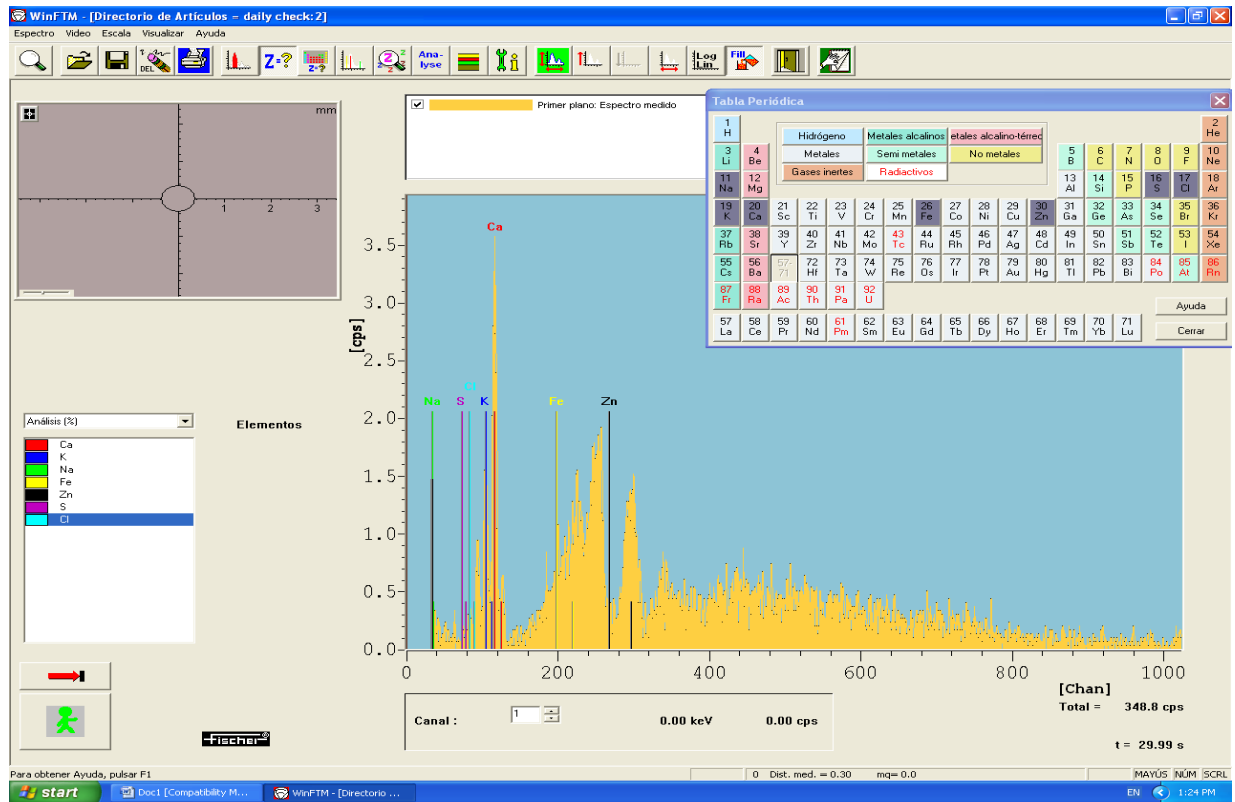 WinFTM - [Directorio de Artículos = daily check:2]
Espectro Video Escala Visualizar Ayuda
DEL Z=? Z=? Z Ana-lyse Log Lin Fill
mm
1 2 3
Primer plano: Espectro medido
Tabla Periódica
Hidrógeno Metales alcalinos etales alcalino-térrec
Metales Semi metales No metales
Gases inertes Radiactivos
1 H 2 He
3 Li 4 Be 5 B 6 C 7 N 8 O 9 F 10 Ne
11 Na 12 Mg 13 Al 14 Si 15 P 16 S 17 Cl 18 Ar
19 K 20 Ca 21 Sc 22 Ti 23 V 24 Cr 25 Mn 26 Fe 27 Co 28 Ni 29 Cu 30 Zn 31 Ga 32 Ge 33 As 34 Se 35 Br 36 Kr
37 Rb 38 Sr 39 Y 40 Zr 41 Nb 42 Mo 43 Tc 44 Ru 45 Rh 46 Pd 47 Ag 48 Cd 49 In 50 Sn 51 Sb 52 Te 53 I 54 Xe
55 Cs 56 Ba 57-71 72 Hf 73 Ta 74 W 75 Re 76 Os 77 Ir 78 Pt 79 Au 80 Hg 81 Tl 82 Pb 83 Bi 84 Po 85 At 86 Rn
87 Fr 88 Ra 89 Ac 90 Th 91 Pa 92 U
57 La 58 Ce 59 Pr 60 Nd 61 Pm 62 Sm 63 Eu 64 Gd 65 Tb 66 Dy 67 Ho 68 Er 69 Tm 70 Yb 71 Lu
Ayuda
Cerrar
Análisis (%)
Elementos
Ca
K
Na
Fe
Zn
S
Cl
[cps]
3.5
3.0
2.5
2.0
1.5
1.0
0.5
0.0
Ca
Cl
Na S K Fe Zn
0 200 400 600 800 1000
[Chan]
Canal : 1 0.00 keV 0.00 cps
Total = 348.8 cps
t = 29.99 s
Fischer
Para obtener Ayuda, pulsar F1
0 Dist. med. = 0.30 mq= 0.0
MAYÚS NÚM SCRL
start Doc1 [Compatibility M... WinFTM - [Directorio ... EN 1:24 PM